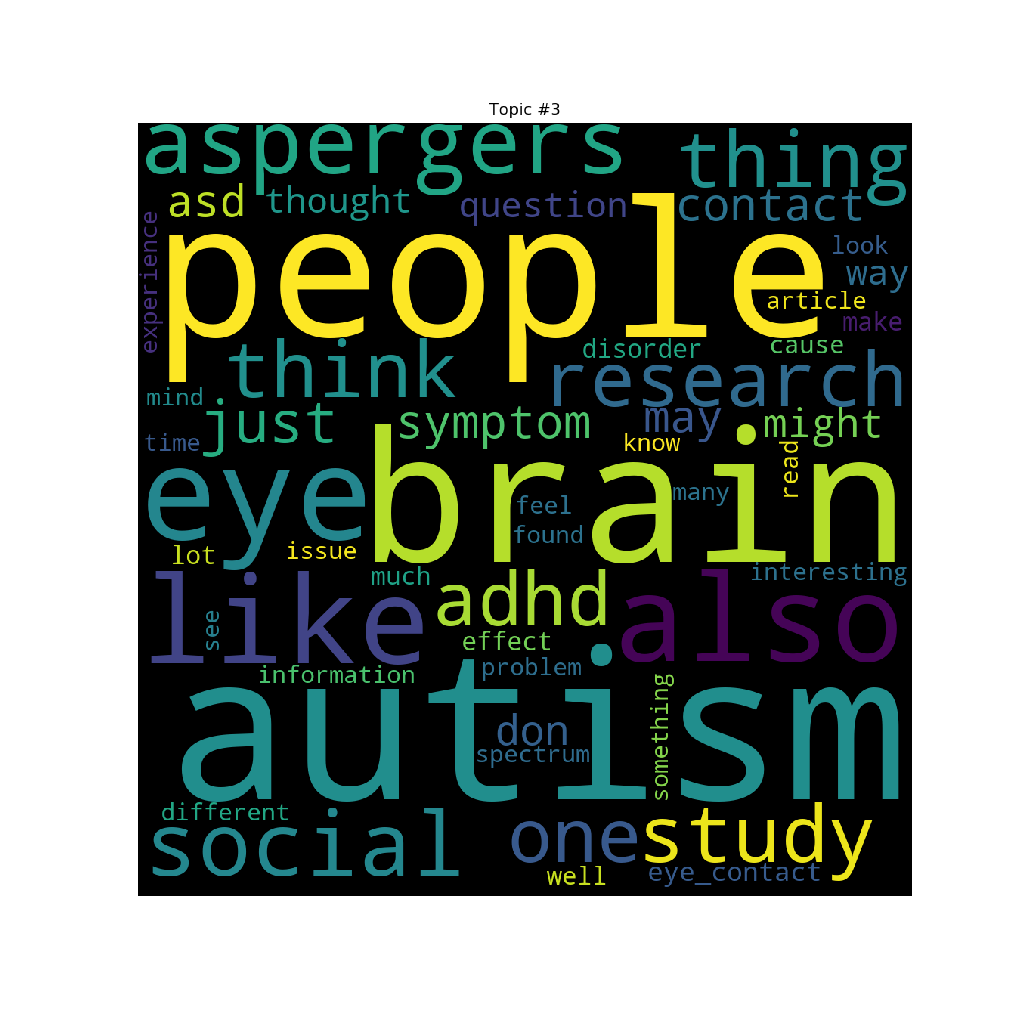 Topic #3
aspergers
thing
asd
thought
question
contact
experience
people
look
way
article
make
think
disorder
cause
research
mind
just
symptom
may
might
time
know
read
eye
brain
feel
many
found
lot
issue
like
much
adhd
also
interesting
see
effect
information
problem
autism
don
spectrum
something
different
social
one
study
well
eye_contact